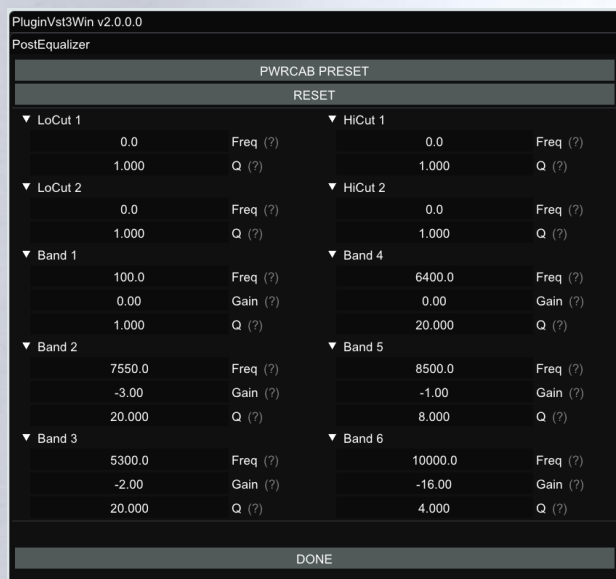 PluginVst3Win v2.0.0.0
PostEqualizer
PWRCAB PRESET
RESET
▼ LoCut 1 ▼ HiCut 1
0.0 Freq (?) 0.0 Freq (?)
1.000 Q (?) 1.000 Q (?)
▼ LoCut 2 ▼ HiCut 2
0.0 Freq (?) 0.0 Freq (?)
1.000 Q (?) 1.000 Q (?)
▼ Band 1 ▼ Band 4
100.0 Freq (?) 6400.0 Freq (?)
0.00 Gain (?) 0.00 Gain (?)
1.000 Q (?) 20.000 Q (?)
▼ Band 2 ▼ Band 5
7550.0 Freq (?) 8500.0 Freq (?)
-3.00 Gain (?) -1.00 Gain (?)
20.000 Q (?) 8.000 Q (?)
▼ Band 3 ▼ Band 6
5300.0 Freq (?) 10000.0 Freq (?)
-2.00 Gain (?) -16.00 Gain (?)
20.000 Q (?) 4.000 Q (?)
DONE